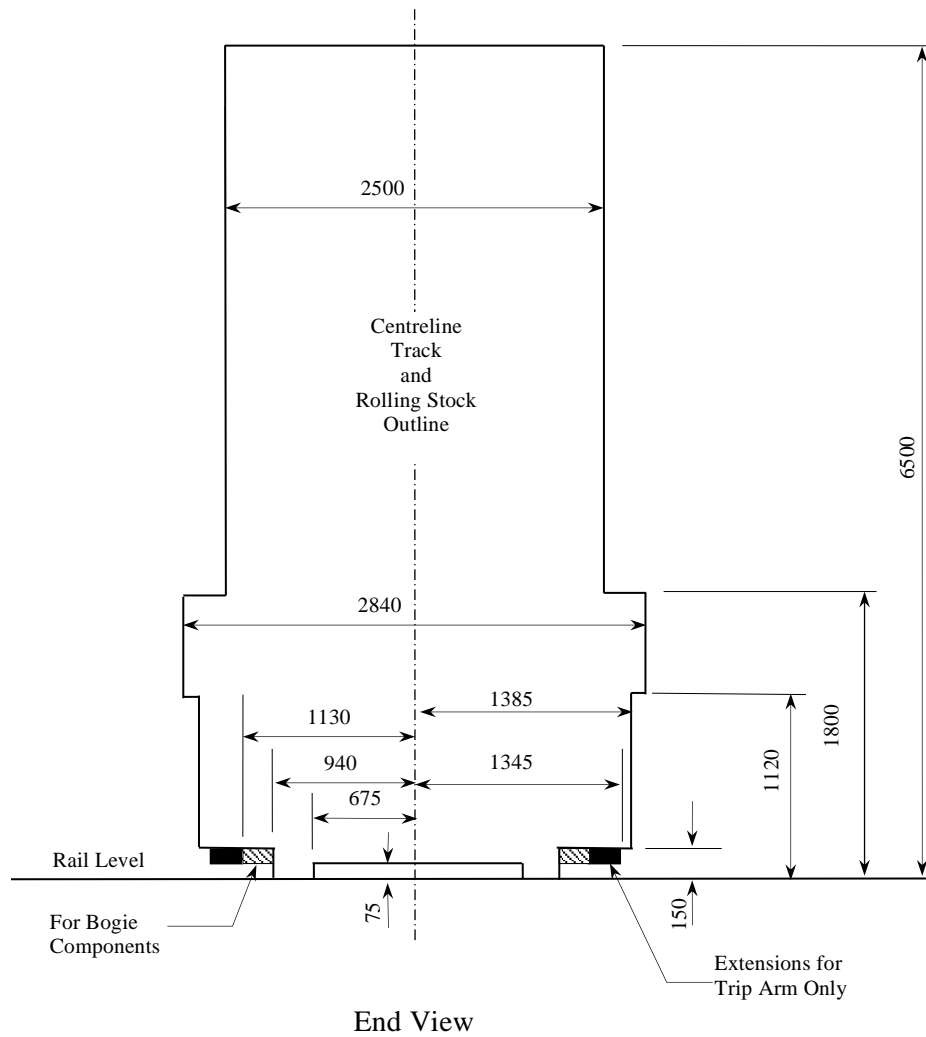 2500
Centreline
Track
and
Rolling Stock
Outline
6500
2840
1385
1130
1800
940
1345
1120
675
Rail Level
75
150
For Bogie
Components
Extensions for
Trip Arm Only
End View